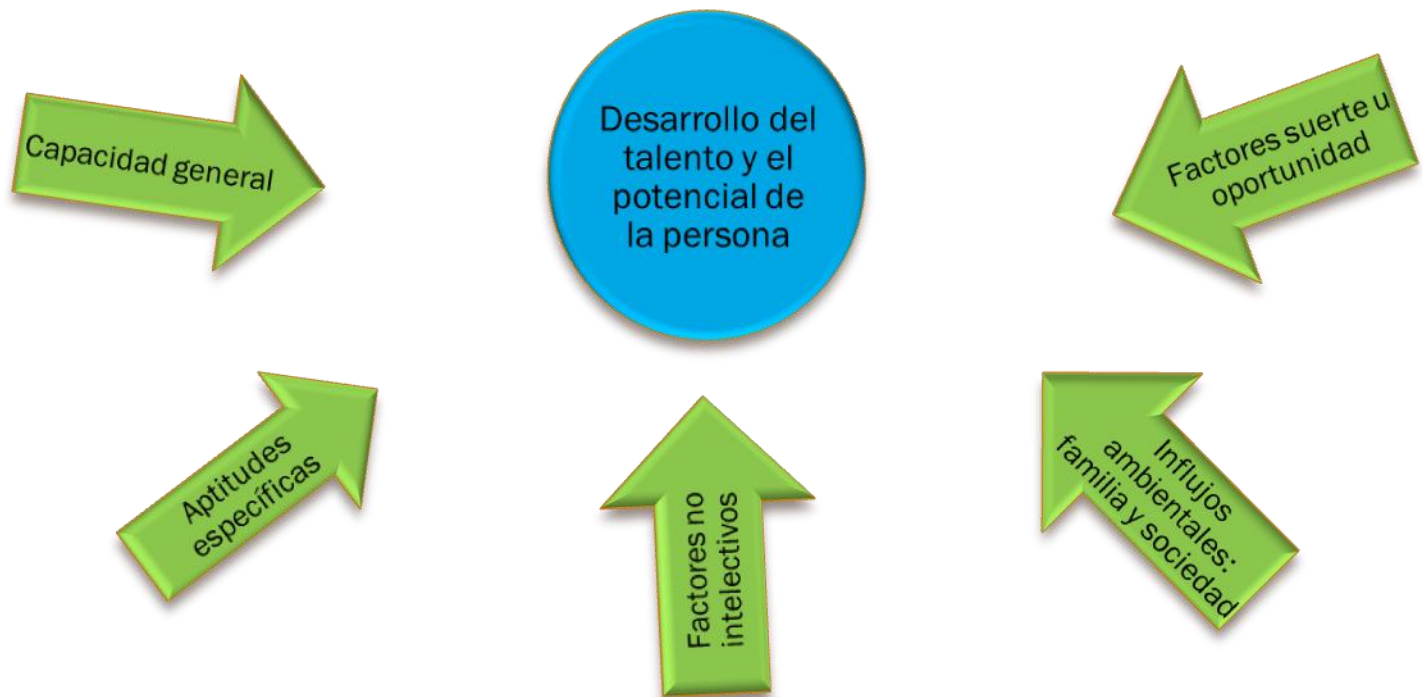 Desarrollo del
talento y el
potencial de
la persona
Capacidad general
Factores suerte u
oportunidad
Aptitudes
específicas
Factores no
intelectivos
Influjos
ambientales:
familia y sociedad